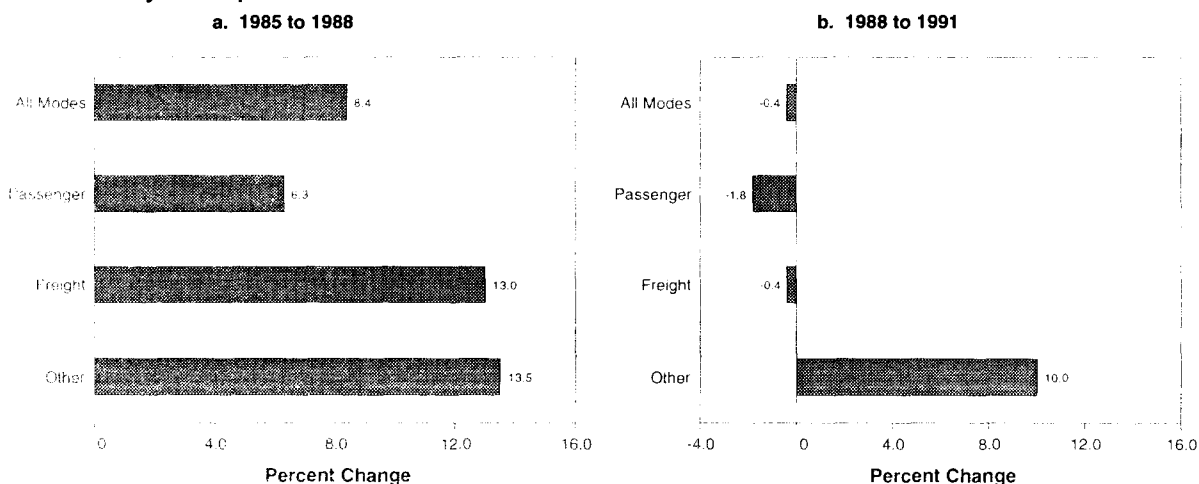 a. 1985 to 1988
All Modes 8.4
Passenger 6.3
Freight 13.0
Other 13.5
0 4.0 8.0 12.0 16.0
Percent Change
b. 1988 to 1991
All Modes -0.4
Passenger -1.8
Freight -0.4
Other 10.0
-4.0 0 4.0 8.0 12.0 16.0
Percent Change